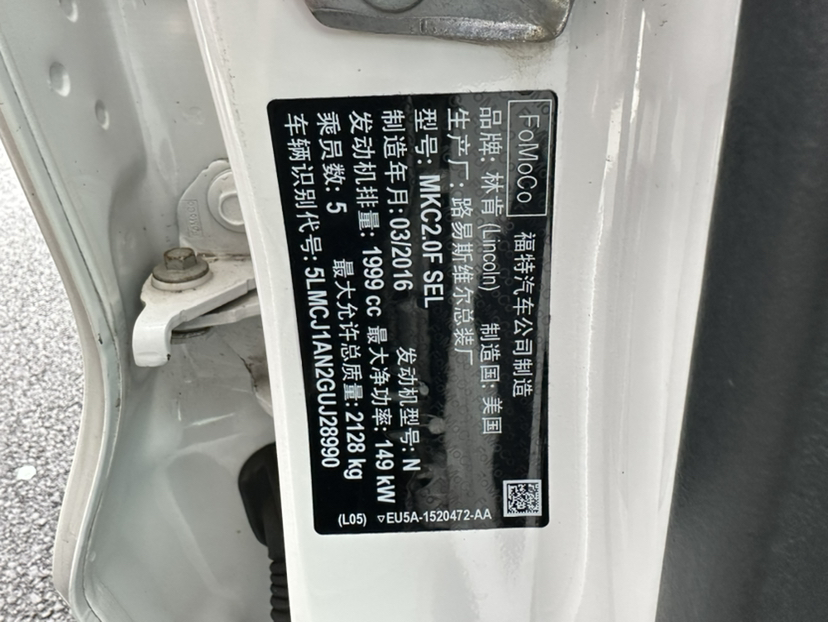 FoMoCo 福特汽车公司制造
品牌: 林肯 (Lincoln) 制造国: 美国
生产厂: 路易斯维尔总装厂
型号: MKC2.0F SEL
制造年月: 03/2016 发动机型号: N
发动机排量: 1999 cc 最大净功率: 149 kW
乘员数: 5 最大允许总质量: 2128 kg
车辆识别代号: 5LMCJ1AN2GUJ28990
(L05) ▽EU5A-1520472-AA